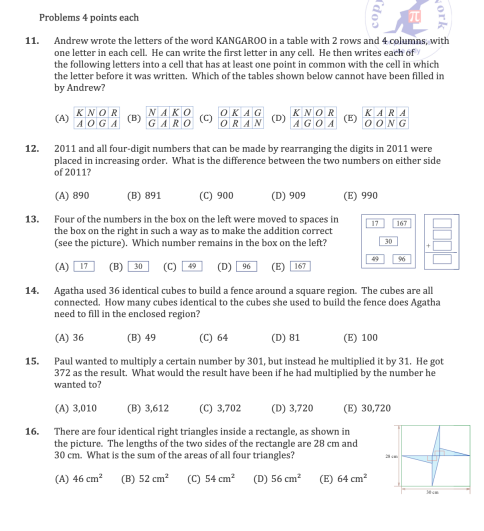 Problems 4 points each
11. Andrew wrote the letters of the word KANGAROO in a table with 2 rows and 4 columns, with
one letter in each cell. He can write the first letter in any cell. He then writes each of
the following letters into a cell that has at least one point in common with the cell in which
the letter before it was written. Which of the tables shown below cannot have been filled in
by Andrew?
(A) K N O R (B) N A K O (C) O K A G (D) K N O R (E) K A R A
A O G A G A R O O R A N A G O A O O N G
12. 2011 and all four-digit numbers that can be made by rearranging the digits in 2011 were
placed in increasing order. What is the difference between the two numbers on either side
of 2011?
(A) 890 (B) 891 (C) 900 (D) 909 (E) 990
13. Four of the numbers in the box on the left were moved to spaces in
the box on the right in such a way as to make the addition correct
(see the picture). Which number remains in the box on the left?
(A) 17 (B) 30 (C) 49 (D) 96 (E) 167
17 167
30
49 96
+
14. Agatha used 36 identical cubes to build a fence around a square region. The cubes are all
connected. How many cubes identical to the cubes she used to build the fence does Agatha
need to fill in the enclosed region?
(A) 36 (B) 49 (C) 64 (D) 81 (E) 100
15. Paul wanted to multiply a certain number by 301, but instead he multiplied it by 31. He got
372 as the result. What would the result have been if he had multiplied by the number he
wanted to?
(A) 3,010 (B) 3,612 (C) 3,702 (D) 3,720 (E) 30,720
16. There are four identical right triangles inside a rectangle, as shown in
the picture. The lengths of the two sides of the rectangle are 28 cm and
30 cm. What is the sum of the areas of all four triangles?
(A) 46 cm² (B) 52 cm² (C) 54 cm² (D) 56 cm² (E) 64 cm²
28 cm
30 cm